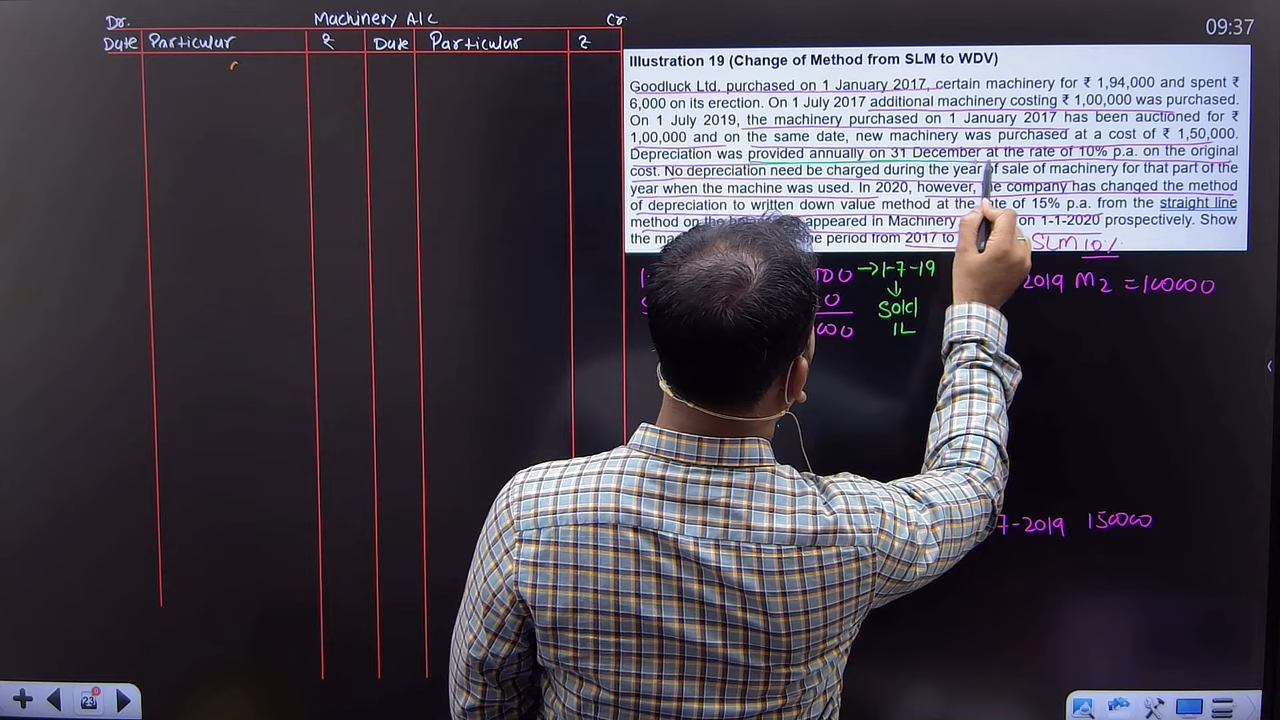 09:37
Dr. Machinery A/c Cr.
Date Particular ₹ Date Particular ₹
Illustration 19 (Change of Method from SLM to WDV)
Goodluck Ltd. purchased on 1 January 2017, certain machinery for ₹ 1,94,000 and spent ₹
6,000 on its erection. On 1 July 2017 additional machinery costing ₹ 1,00,000 was purchased.
On 1 July 2019, the machinery purchased on 1 January 2017 has been auctioned for ₹
1,00,000 and on the same date, new machinery was purchased at a cost of ₹ 1,50,000.
Depreciation was provided annually on 31 December at the rate of 10% p.a. on the original
cost. No depreciation need be charged during the year of sale of machinery for that part of the
year when the machine was used. In 2020, however, the company has changed the method
of depreciation to written down value method at the rate of 15% p.a. from the straight line
method on the appeared in Machinery on 1-1-2020 prospectively. Show
the period from 2017 to
SLM 10%
→1-7-19
↓
Sold
1L
2019 M2 = 100000
7-2019 150000
23